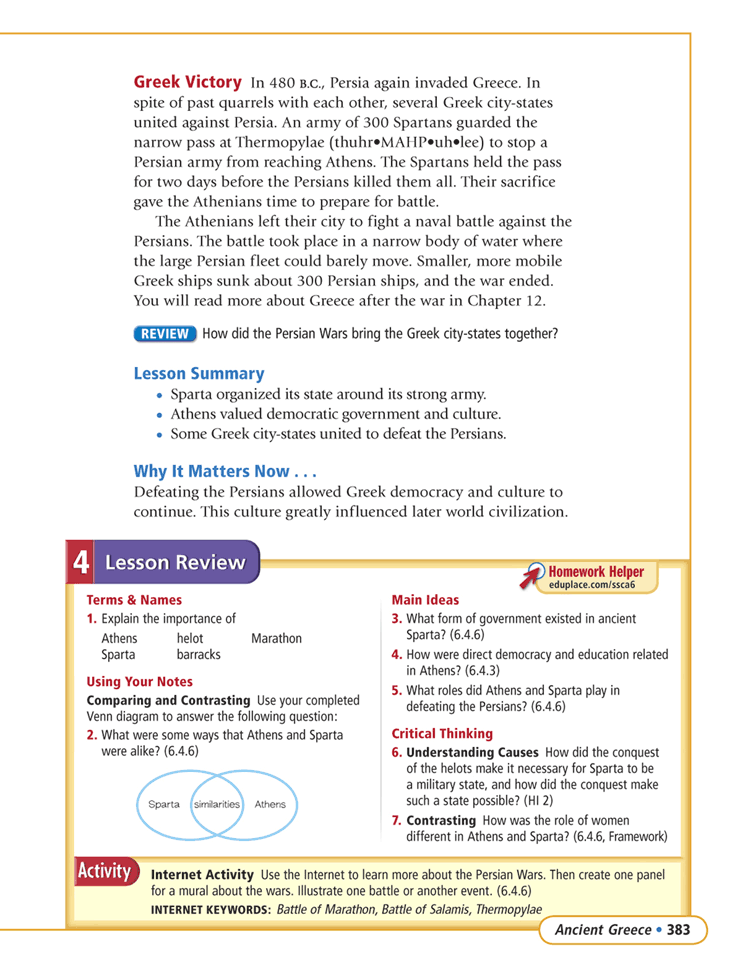 Greek Victory In 480 B.C., Persia again invaded Greece. In
spite of past quarrels with each other, several Greek city-states
united against Persia. An army of 300 Spartans guarded the
narrow pass at Thermopylae (thuhr•MAHP•uh•lee) to stop a
Persian army from reaching Athens. The Spartans held the pass
for two days before the Persians killed them all. Their sacrifice
gave the Athenians time to prepare for battle.
The Athenians left their city to fight a naval battle against the
Persians. The battle took place in a narrow body of water where
the large Persian fleet could barely move. Smaller, more mobile
Greek ships sunk about 300 Persian ships, and the war ended.
You will read more about Greece after the war in Chapter 12.
REVIEW How did the Persian Wars bring the Greek city-states together?
Lesson Summary
• Sparta organized its state around its strong army.
• Athens valued democratic government and culture.
• Some Greek city-states united to defeat the Persians.
Why It Matters Now . . .
Defeating the Persians allowed Greek democracy and culture to
continue. This culture greatly influenced later world civilization.
4 Lesson Review
Homework Helper
eduplace.com/ssca6
Terms & Names
1. Explain the importance of
Athens helot Marathon
Sparta barracks
Using Your Notes
Comparing and Contrasting Use your completed
Venn diagram to answer the following question:
2. What were some ways that Athens and Sparta
were alike? (6.4.6)
Sparta similarities Athens
Main Ideas
3. What form of government existed in ancient
Sparta? (6.4.6)
4. How were direct democracy and education related
in Athens? (6.4.3)
5. What roles did Athens and Sparta play in
defeating the Persians? (6.4.6)
Critical Thinking
6. Understanding Causes How did the conquest
of the helots make it necessary for Sparta to be
a military state, and how did the conquest make
such a state possible? (HI 2)
7. Contrasting How was the role of women
different in Athens and Sparta? (6.4.6, Framework)
Activity
Internet Activity Use the Internet to learn more about the Persian Wars. Then create one panel
for a mural about the wars. Illustrate one battle or another event. (6.4.6)
INTERNET KEYWORDS: Battle of Marathon, Battle of Salamis, Thermopylae
Ancient Greece • 383